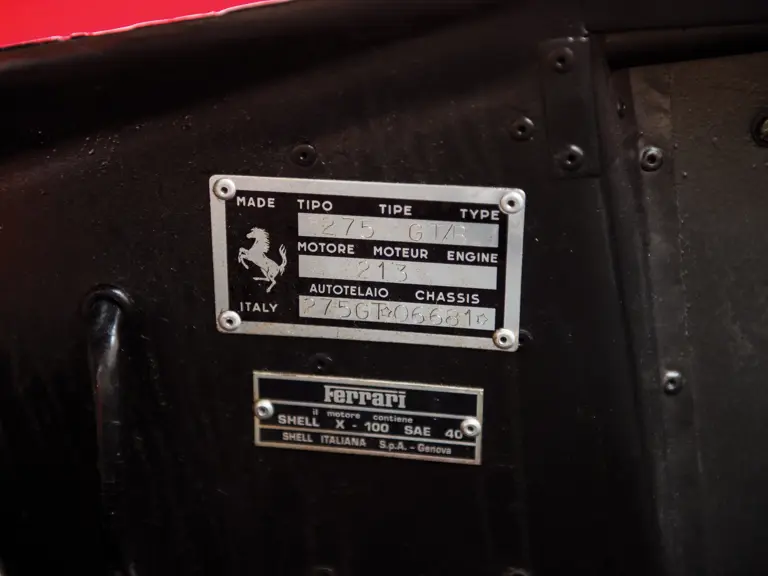 MADE TIPO TIPE TYPE
275 GT/B
MOTORE MOTEUR ENGINE
213
AUTOTELAIO CHASSIS
ITALY 275GT☆06681☆
Ferrari
il motore contiene
SHELL X - 100 SAE 40
SHELL ITALIANA S.p.A. - Genova